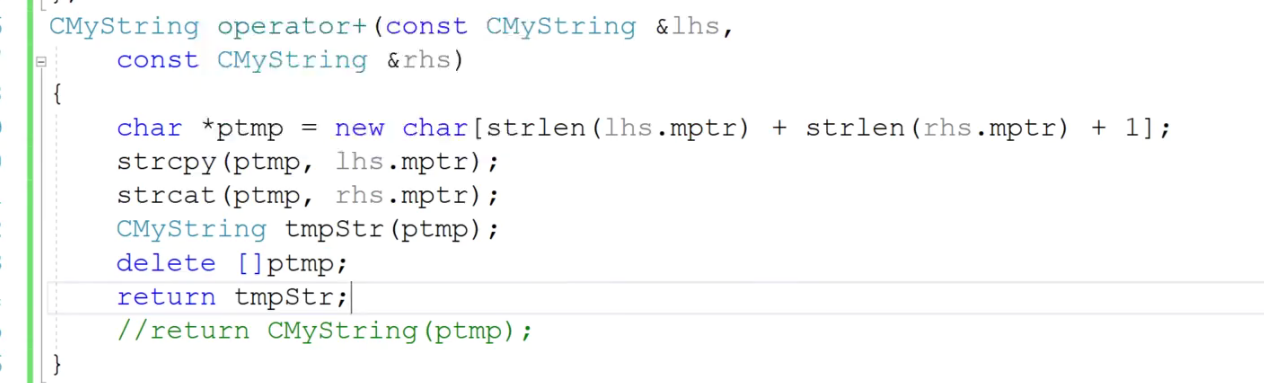 CMyString operator+(const CMyString &lhs,
const CMyString &rhs)
{
char *ptmp = new char[strlen(lhs.mptr) + strlen(rhs.mptr) + 1];
strcpy(ptmp, lhs.mptr);
strcat(ptmp, rhs.mptr);
CMyString tmpStr(ptmp);
delete []ptmp;
return tmpStr;
//return CMyString(ptmp);
}